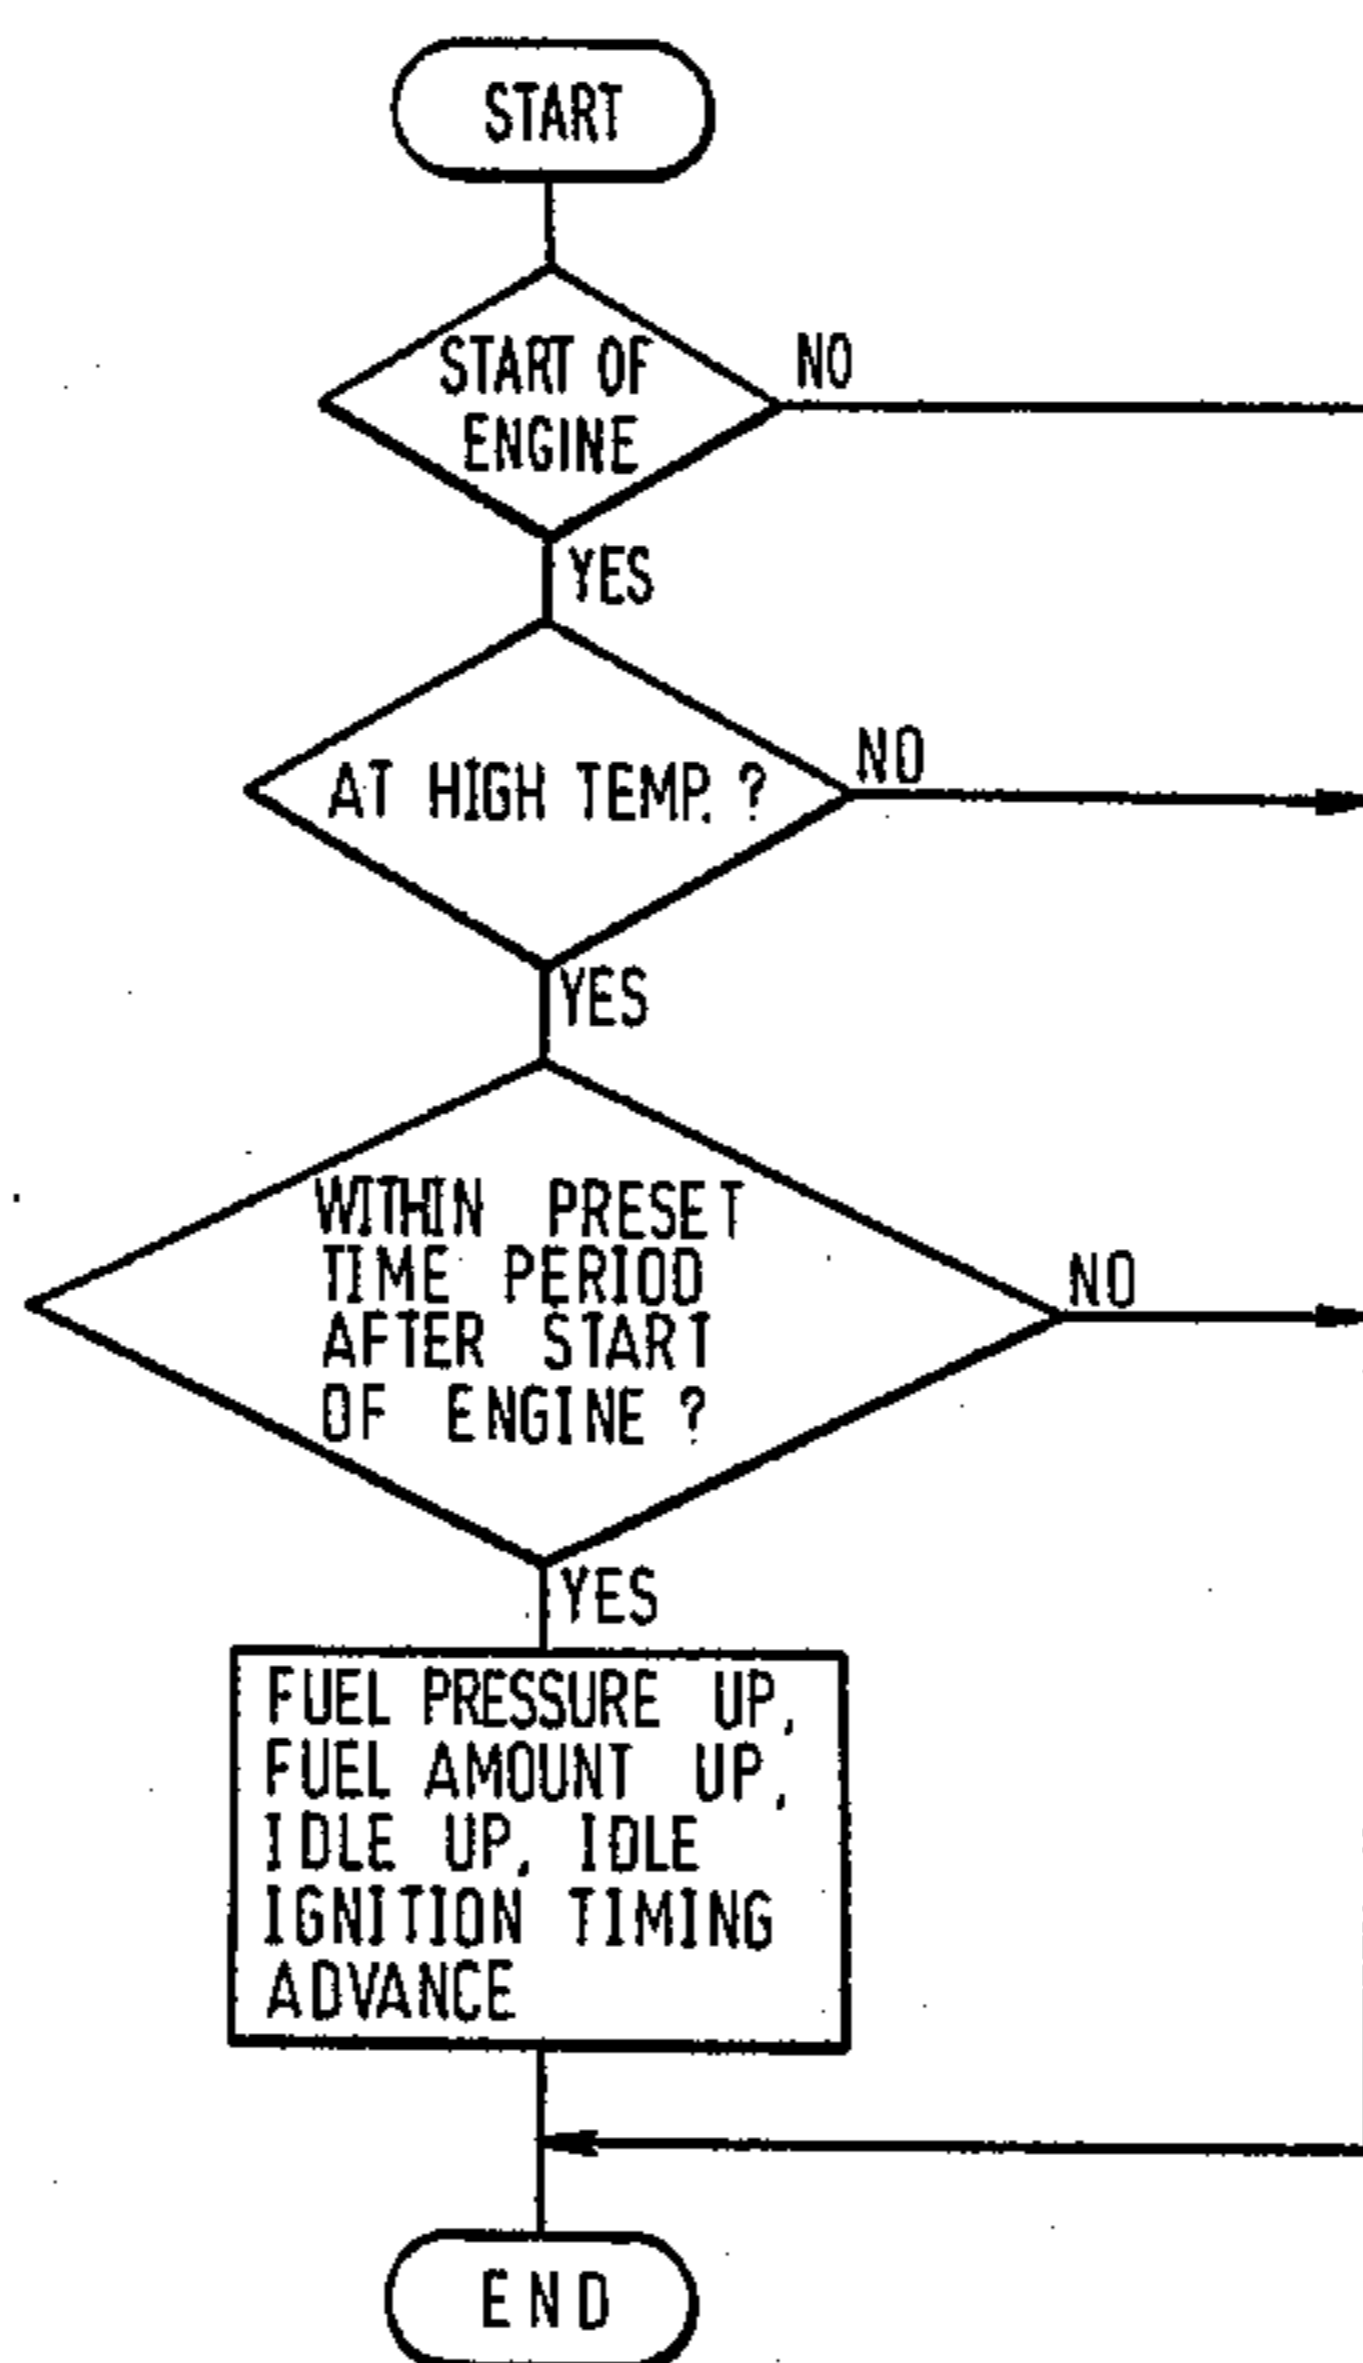 START
START OF
ENGINE
NO
YES
AT HIGH TEMP. ?
NO
YES
WITHIN PRESET
TIME PERIOD
AFTER START
OF ENGINE ?
NO
YES
FUEL PRESSURE UP,
FUEL AMOUNT UP,
IDLE UP, IDLE
IGNITION TIMING
ADVANCE
END